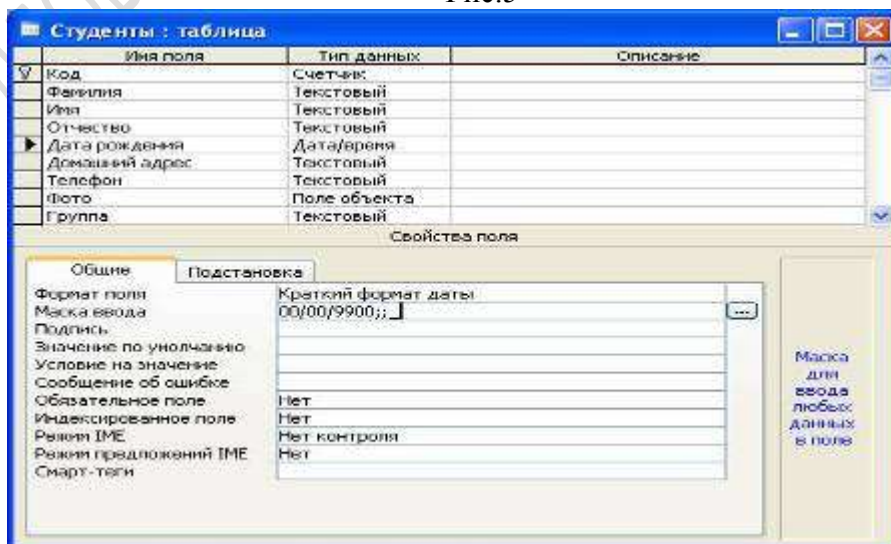 Рис.3
Студенты : таблица
Имя поля Тип данных Описание
Код Счетчик
Фамилия Текстовый
Имя Текстовый
Отчество Текстовый
Дата рождения Дата/время
Домашний адрес Текстовый
Телефон Текстовый
Фото Поле объекта
Группа Текстовый
Свойства поля
Общие Подстановка
Формат поля Краткий формат даты
Маска ввода 00/00/9900;;_
Подпись
Значение по умолчанию
Условие на значение
Сообщение об ошибке
Обязательное поле Нет
Индексированное поле Нет
Режим IME Нет контроля
Режим предложений IME Нет
Смарт-теги
Маска
для
ввода
любых
данных
в поле